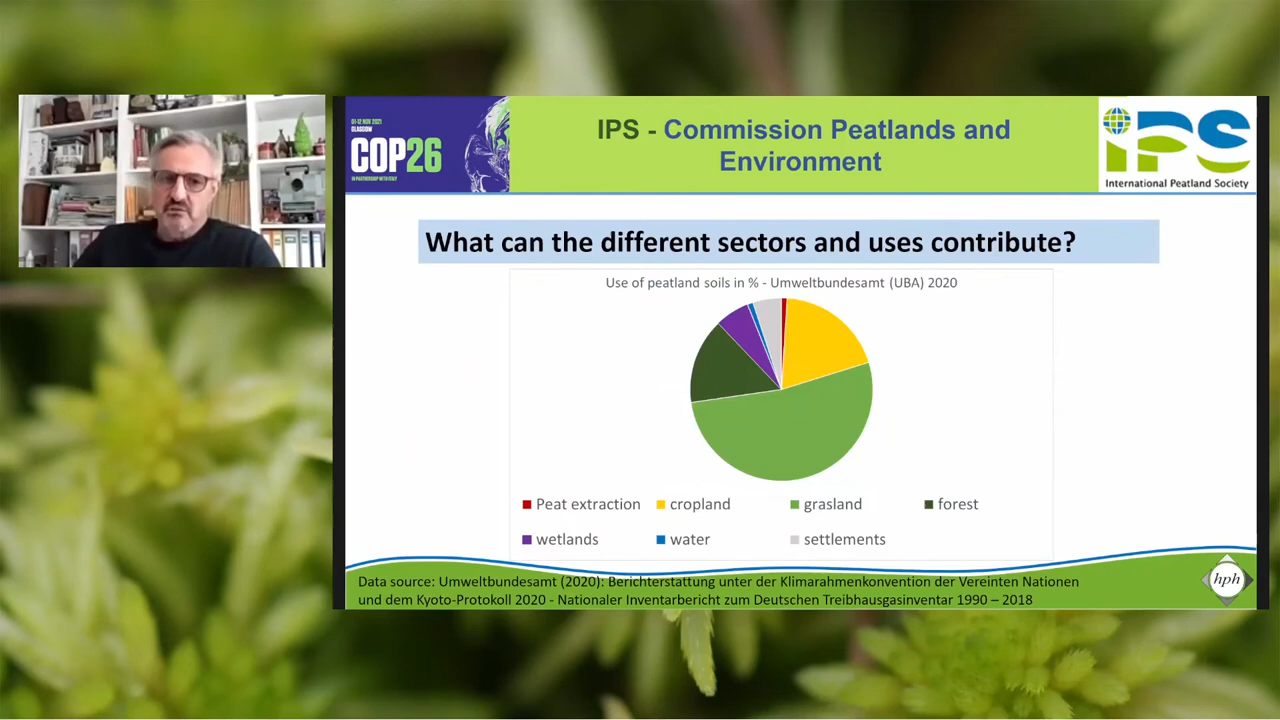 01-12 NOV 2021
GLASGOW
COP26
IN PARTNERSHIP WITH ITALY
IPS - Commission Peatlands and
Environment
IPS
International Peatland Society
What can the different sectors and uses contribute?
Use of peatland soils in % - Umweltbundesamt (UBA) 2020
Peat extraction
cropland
grasland
forest
wetlands
water
settlements
Data source: Umweltbundesamt (2020): Berichterstattung unter der Klimarahmenkonvention der Vereinten Nationen
und dem Kyoto-Protokoll 2020 - Nationaler Inventarbericht zum Deutschen Treibhausgasinventar 1990 – 2018
hph